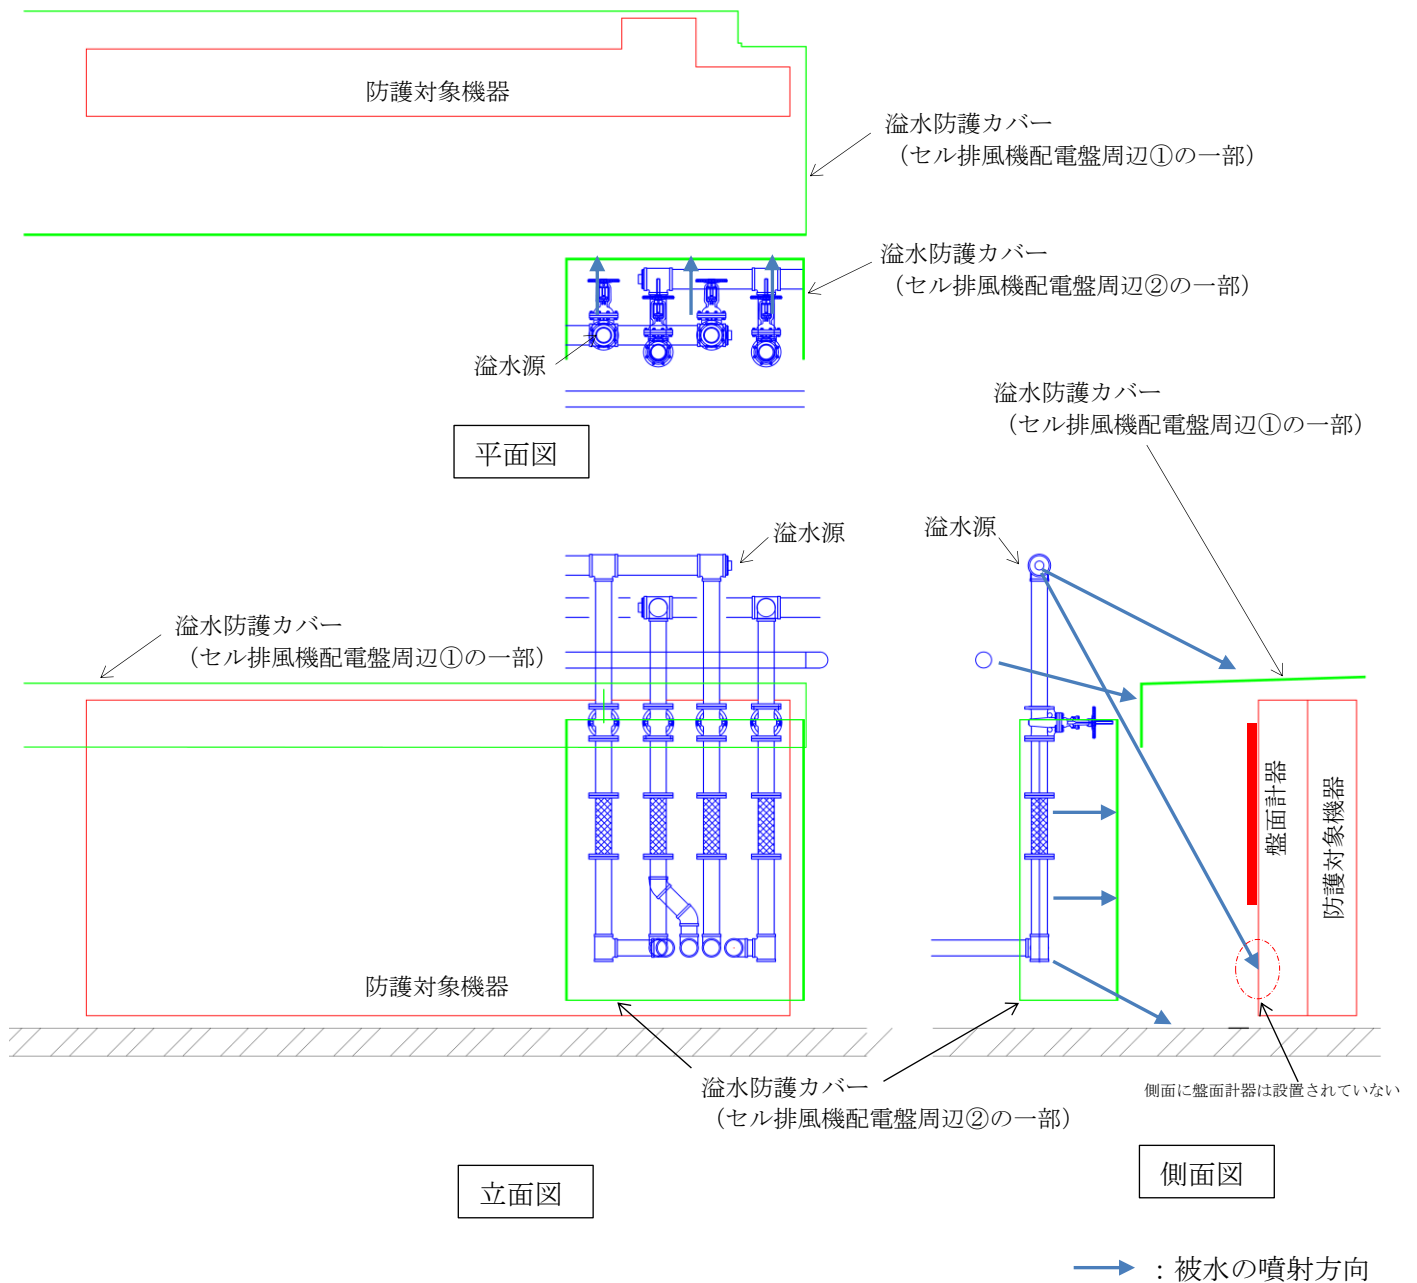 防護対象機器
溢水防護カバー
（セル排風機配電盤周辺①の一部）
溢水防護カバー
（セル排風機配電盤周辺②の一部）
溢水源
平面図
溢水防護カバー
（セル排風機配電盤周辺①の一部）
溢水源
溢水源
溢水防護カバー
（セル排風機配電盤周辺①の一部）
盤面計器
防護対象機器
防護対象機器
溢水防護カバー
（セル排風機配電盤周辺②の一部）
側面に盤面計器は設置されていない
立面図
側面図
：被水の噴射方向